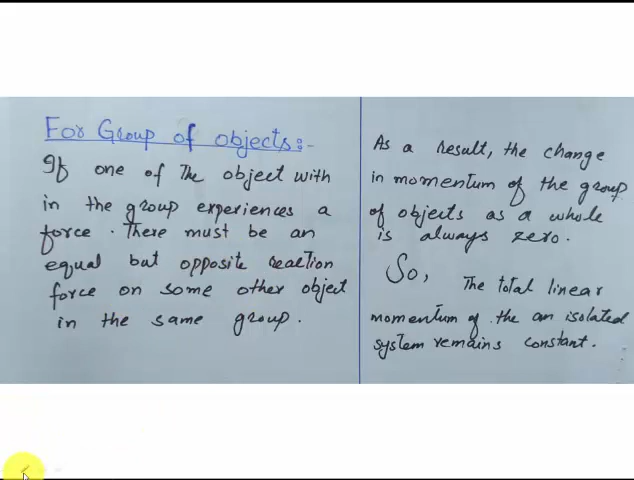 For Group of objects:-
If one of The object with
in the group experiences a
force. There must be an
equal but opposite reaction
force on some other object
in the same group.
As a result, the change
in momentum of the group
of objects as a whole
is always zero.
So, The total linear
momentum of the an isolated
system remains constant.